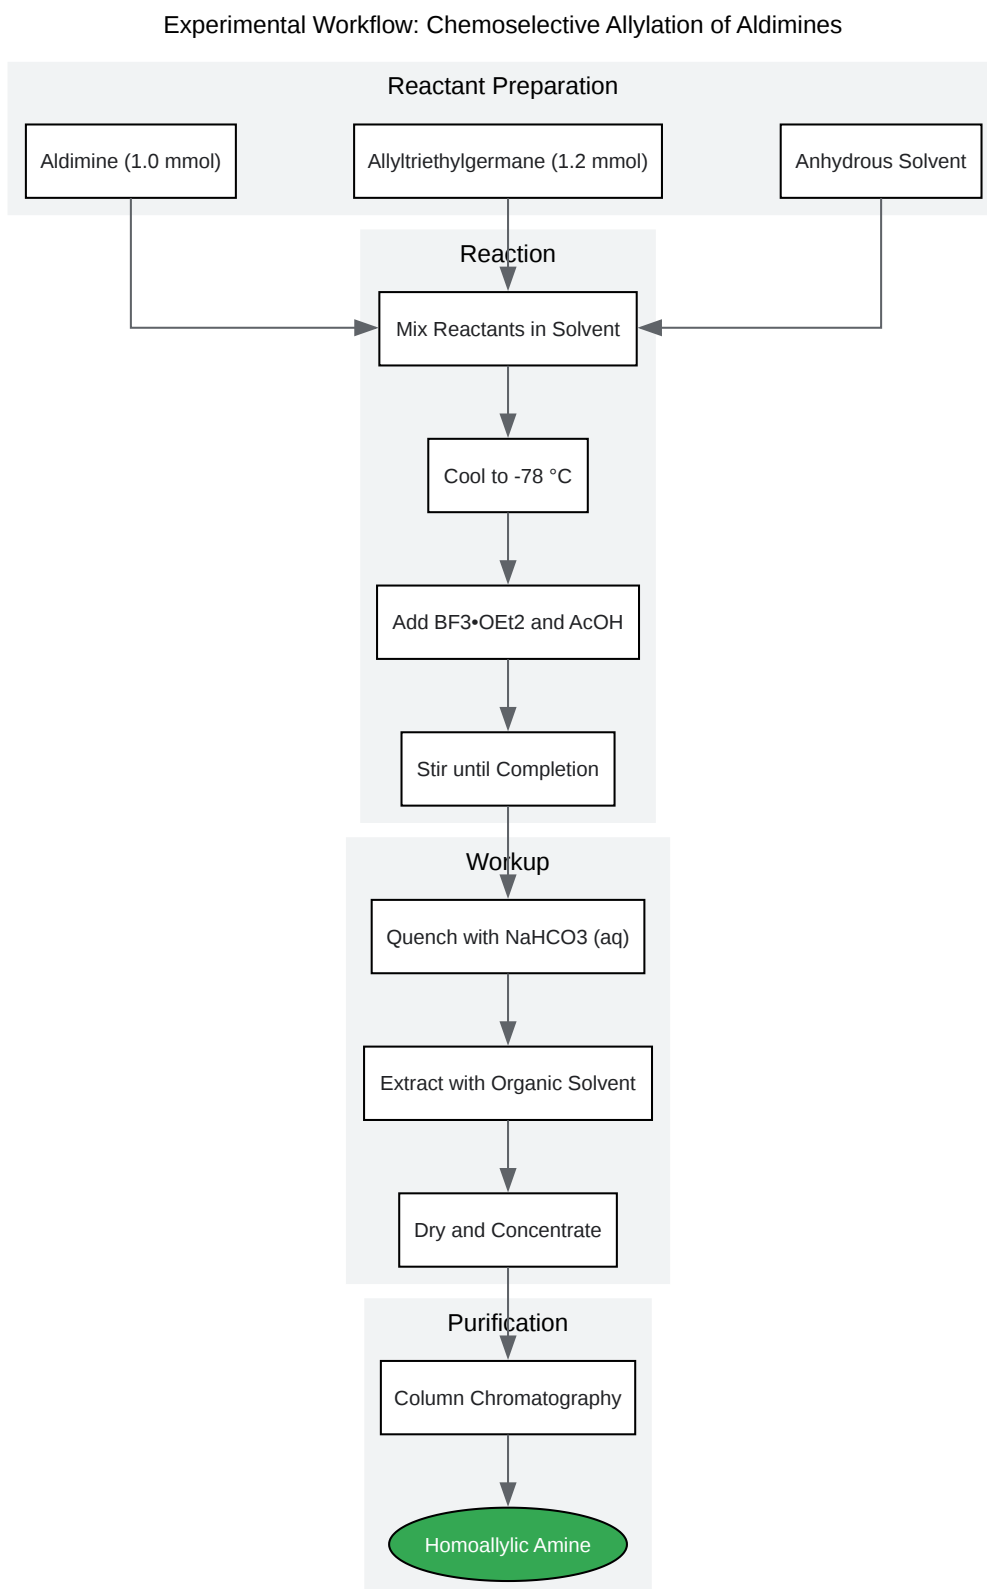 Experimental Workflow: Chemoselective Allylation of Aldimines
Reactant Preparation
Aldimine (1.0 mmol)
Allyltriethylgermane (1.2 mmol)
Anhydrous Solvent
Reaction
Mix Reactants in Solvent
Cool to -78 °C
Add BF3•OEt2 and AcOH
Stir until Completion
Workup
Quench with NaHCO3 (aq)
Extract with Organic Solvent
Dry and Concentrate
Purification
Column Chromatography
Homoallylic Amine